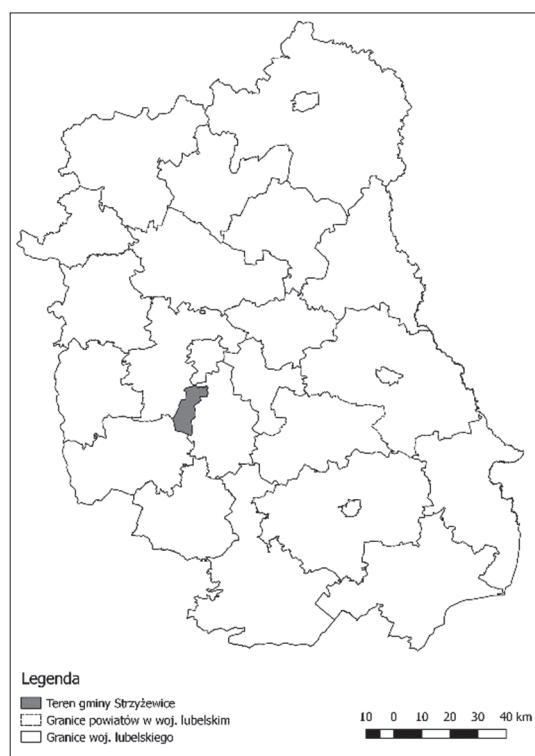 Legenda
Teren gminy Strzyżewice
Granice powiatów w woj. lubelskim
Granice woj. lubelskiego
10 0 10 20 30 40 km